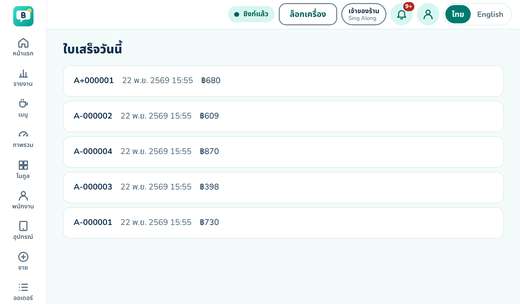 B
ซิงก์แล้ว
ล็อกเครื่อง
เจ้าของร้าน
Sing Along
9+
ไทย
English
หน้าแรก
รายงาน
เมนู
ภาพรวม
โมดูล
พนักงาน
อุปกรณ์
ขาย
ออเดอร์
ใบเสร็จวันนี้
A+000001 22 พ.ย. 2569 15:55 ฿680
A-000002 22 พ.ย. 2569 15:55 ฿609
A-000004 22 พ.ย. 2569 15:55 ฿870
A-000003 22 พ.ย. 2569 15:55 ฿398
A-000001 22 พ.ย. 2569 15:55 ฿730